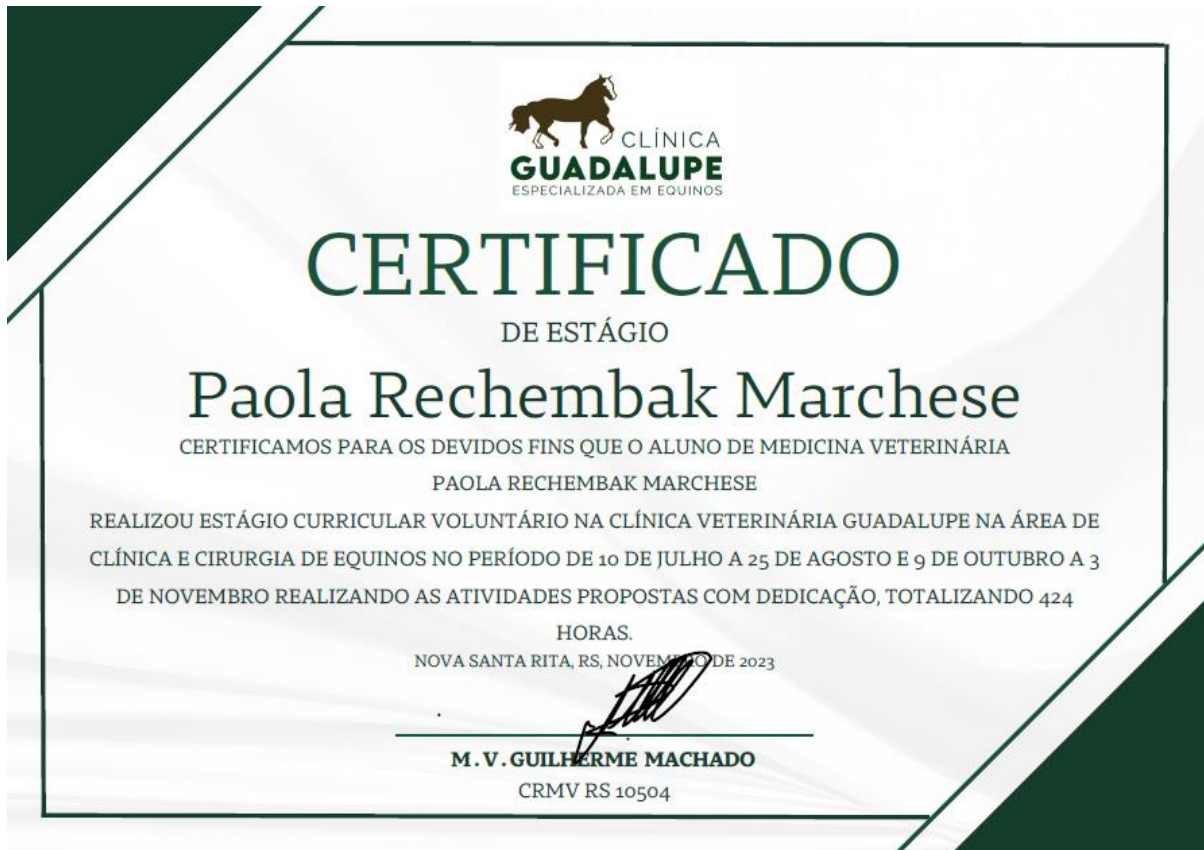 CLÍNICA
GUADALUPE
ESPECIALIZADA EM EQUINOS
CERTIFICADO
DE ESTÁGIO
Paola Rechembak Marchese
CERTIFICAMOS PARA OS DEVIDOS FINS QUE O ALUNO DE MEDICINA VETERINÁRIA
PAOLA RECHEMBAK MARCHESE
REALIZOU ESTÁGIO CURRICULAR VOLUNTÁRIO NA CLÍNICA VETERINÁRIA GUADALUPE NA ÁREA DE
CLÍNICA E CIRURGIA DE EQUINOS NO PERÍODO DE 10 DE JULHO A 25 DE AGOSTO E 9 DE OUTUBRO A 3
DE NOVEMBRO REALIZANDO AS ATIVIDADES PROPOSTAS COM DEDICAÇÃO, TOTALIZANDO 424
HORAS.
NOVA SANTA RITA, RS, NOVEMBRO DE 2023
M.V.GUILHERME MACHADO
CRMV RS 10504